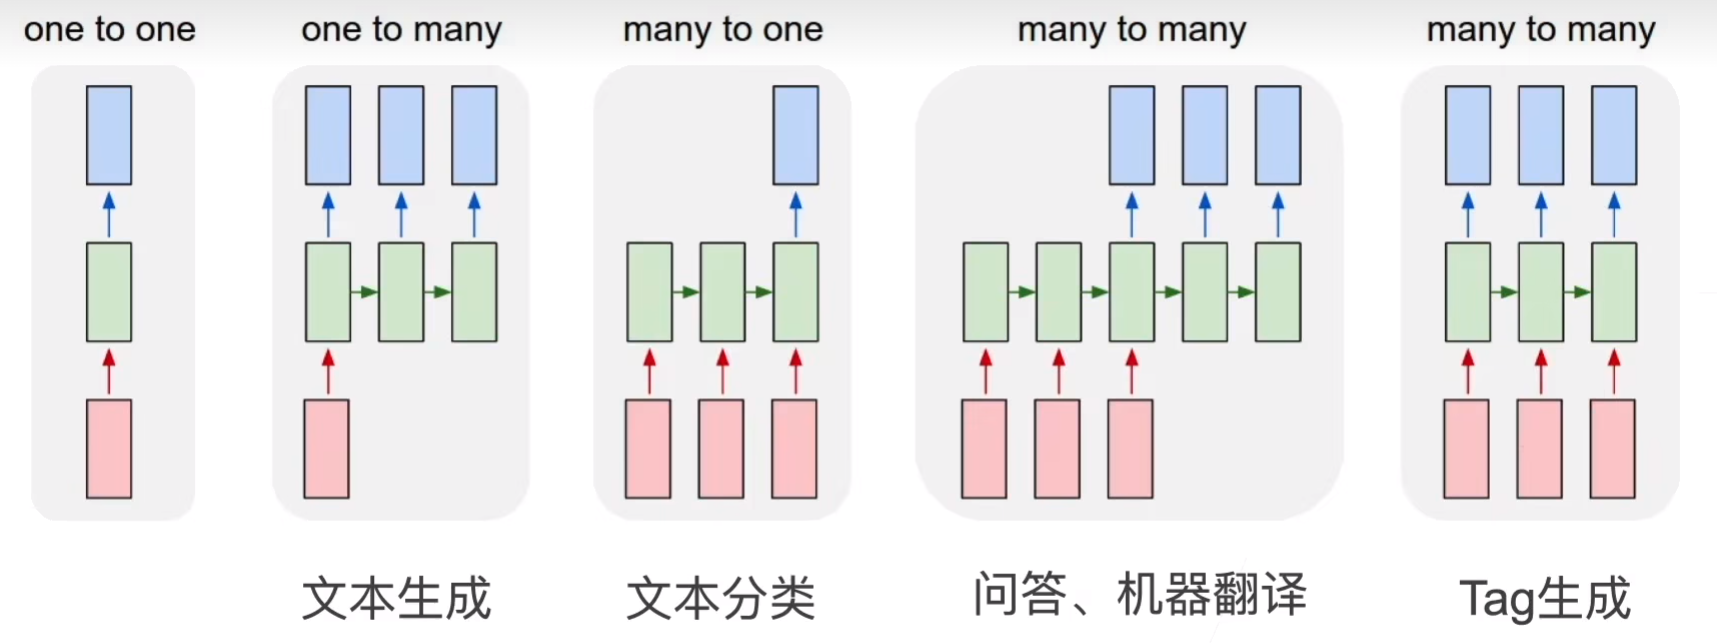 one to one
one to many
many to one
many to many
many to many
文本生成
文本分类
问答、机器翻译
Tag生成